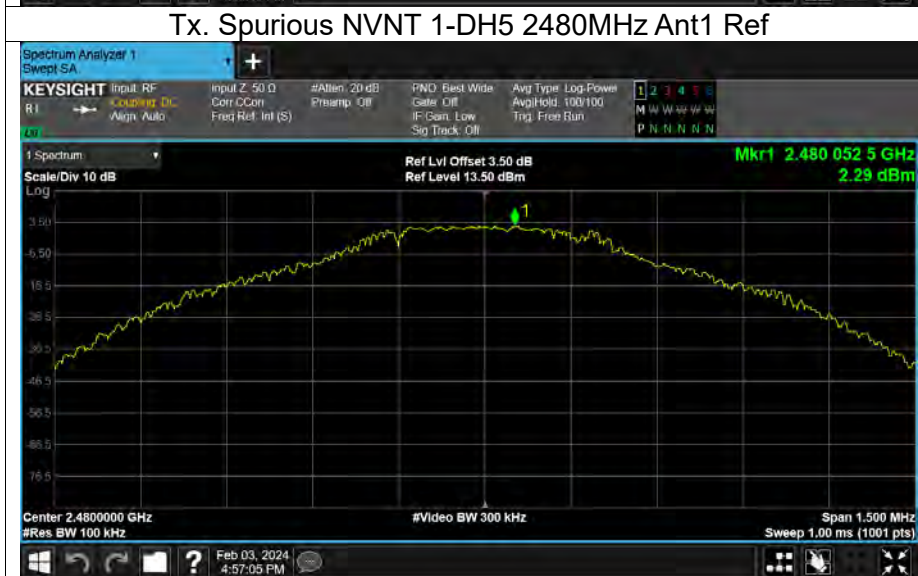 Tx. Spurious NVNT 1-DH5 2480MHz Ant1 Ref
Spectrum Analyzer 1
Swept SA
+
KEYSIGHT Input: RF Input Z: 50 Ω #Atten: 20 dB PNO: Best Wide Avg Type: Log-Power 1 2 3 4 5 6
Coupling: DC Corr CCorr Preamp: Off Gate: Off Avg|Hold: 100/100 M W W W W W
Align: Auto Freq Ref: Int (S) IF Gain: Low Trig: Free Run
Sig Track: Off P N N N N N
1 Spectrum Ref Lvl Offset 3.50 dB Mkr1 2.480 052 5 GHz
Scale/Div 10 dB Ref Level 13.50 dBm 2.29 dBm
Log
1
3.50
-6.50
-16.5
-26.5
-36.5
-46.5
-56.5
-66.5
-76.5
Center 2.4800000 GHz #Video BW 300 kHz Span 1.500 MHz
#Res BW 100 kHz Sweep 1.00 ms (1001 pts)
? Feb 03, 2024
4:57:05 PM